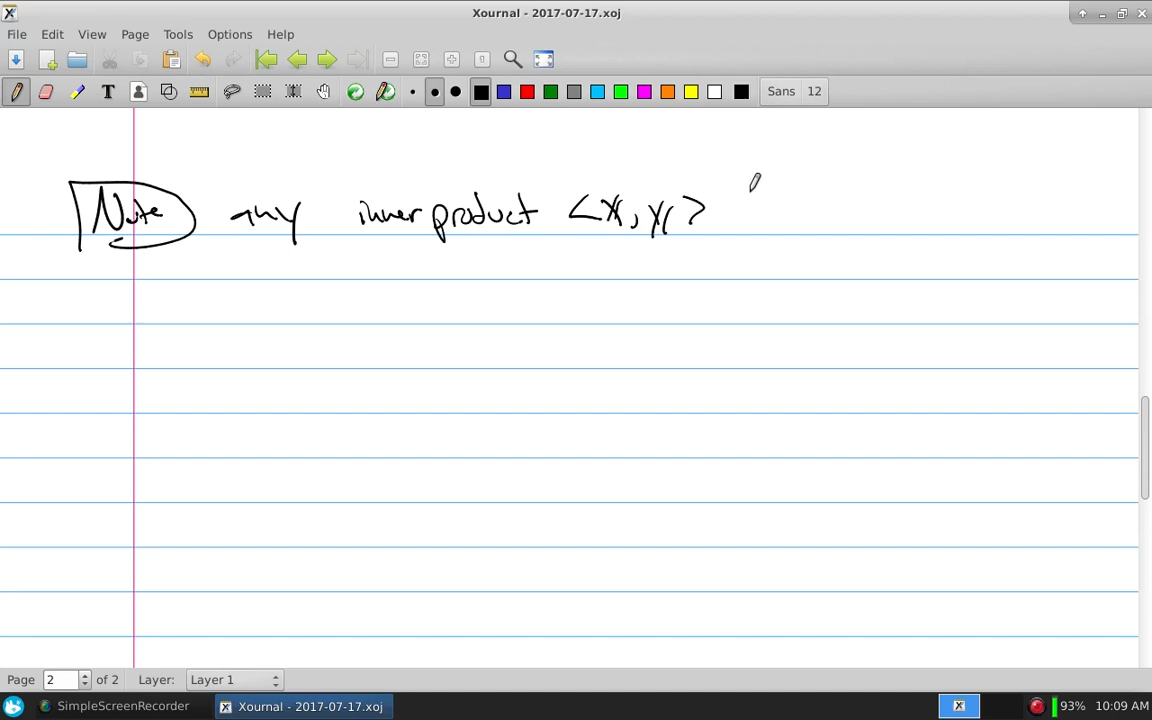 Xournal - 2017-07-17.xoj
File Edit View Page Tools Options Help
Sans 12
Note any inner product <x, y>
Page 2 of 2 Layer: Layer 1
SimpleScreenRecorder Xournal - 2017-07-17.xoj 93% 10:09 AM